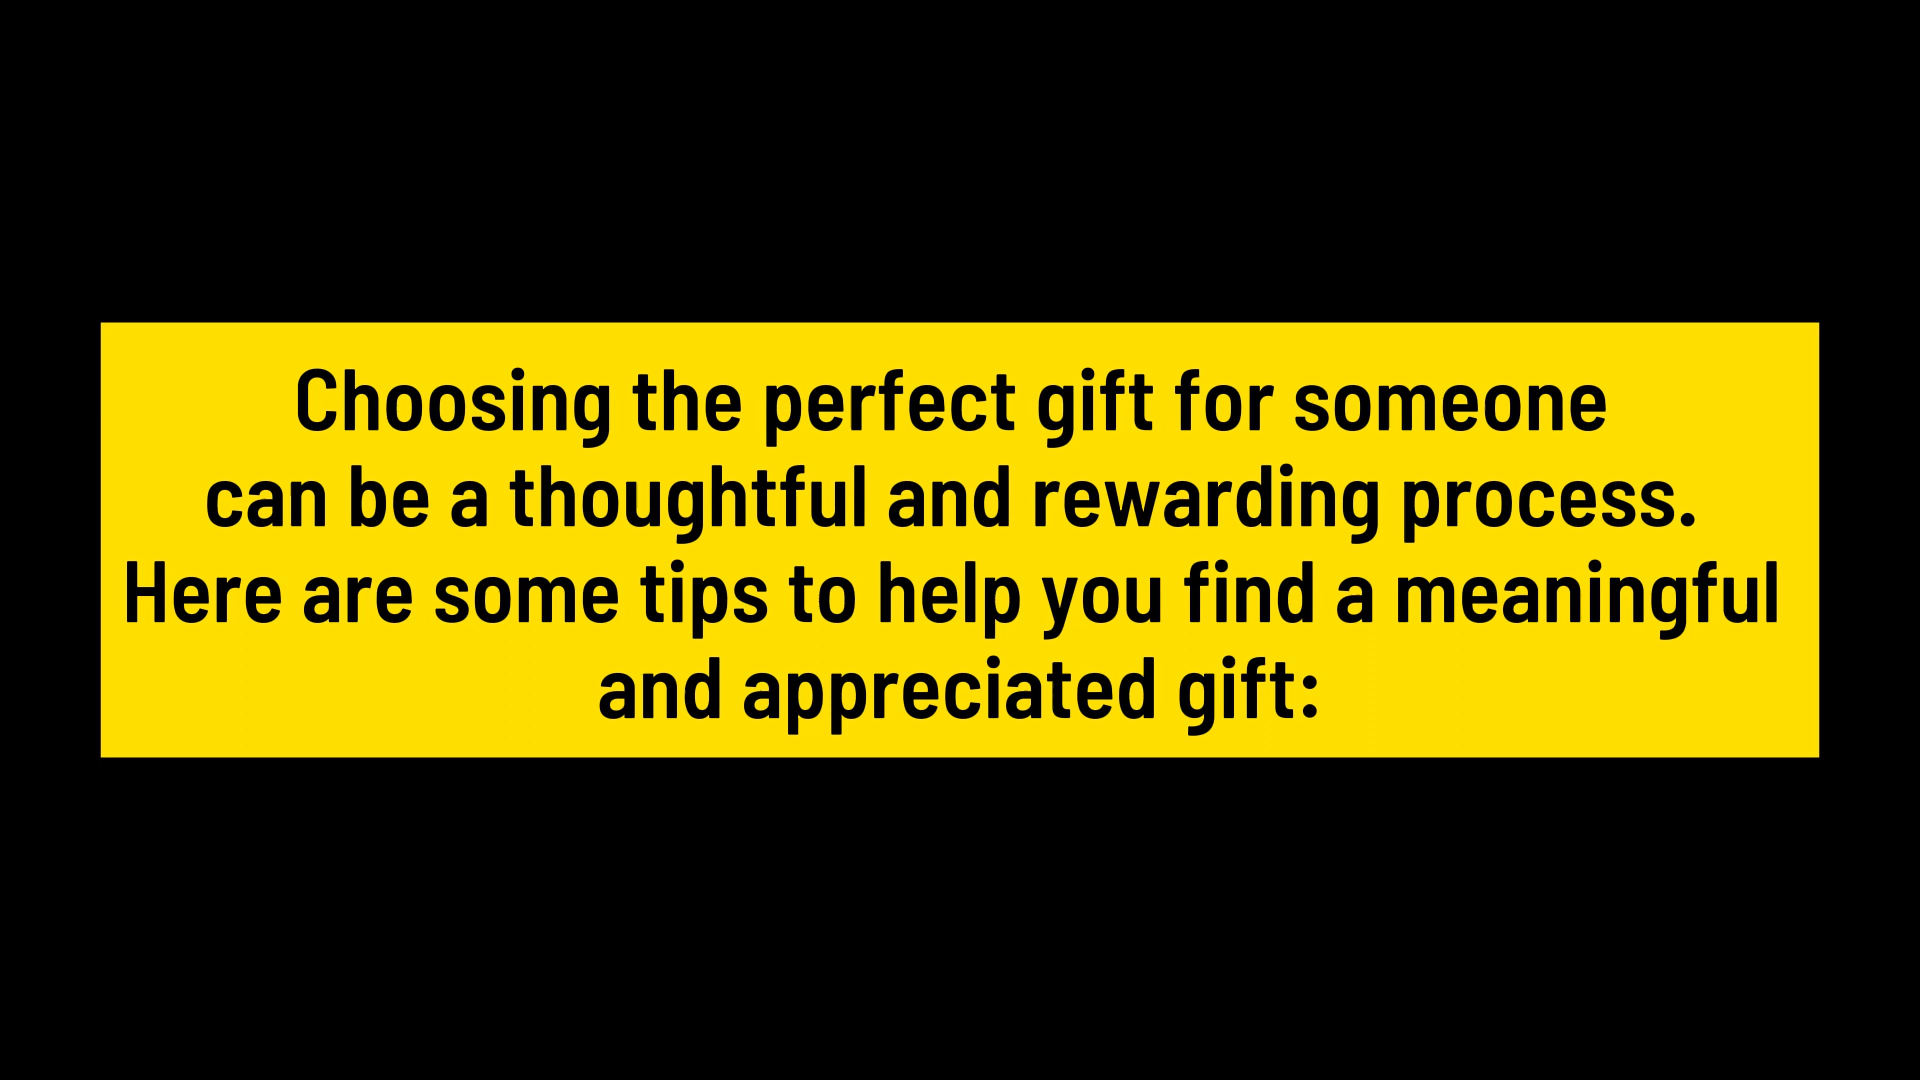 Choosing the perfect gift for someone
can be a thoughtful and rewarding process.
Here are some tips to help you find a meaningful
and appreciated gift: